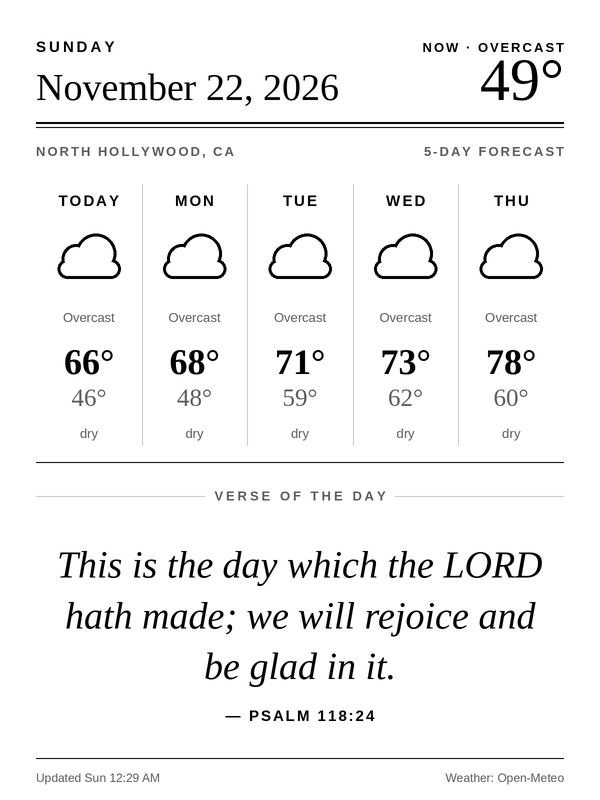 SUNDAY
NOW · OVERCAST
November 22, 2026
49°
NORTH HOLLYWOOD, CA
5-DAY FORECAST
TODAY MON TUE WED THU
Overcast Overcast Overcast Overcast Overcast
66° 68° 71° 73° 78°
46° 48° 59° 62° 60°
dry dry dry dry dry
VERSE OF THE DAY
This is the day which the LORD
hath made; we will rejoice and
be glad in it.
— PSALM 118:24
Updated Sun 12:29 AM
Weather: Open-Meteo